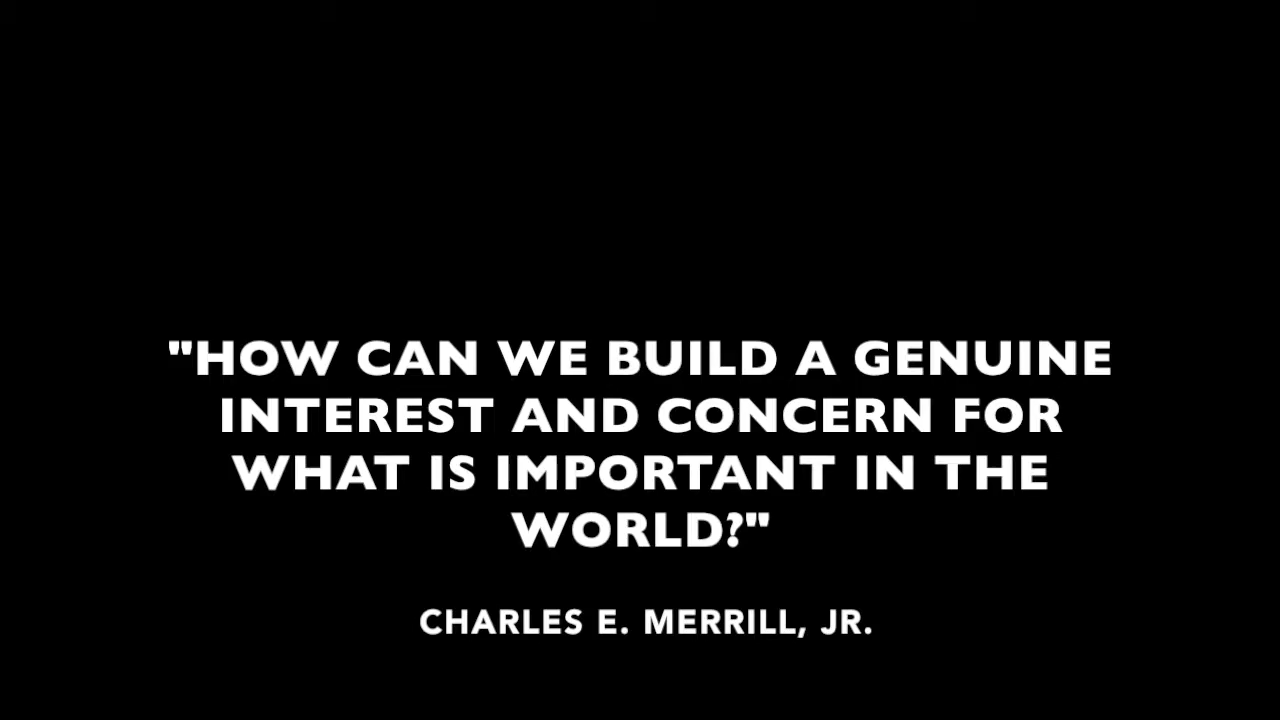 "HOW CAN WE BUILD A GENUINE
INTEREST AND CONCERN FOR
WHAT IS IMPORTANT IN THE
WORLD?"
CHARLES E. MERRILL, JR.